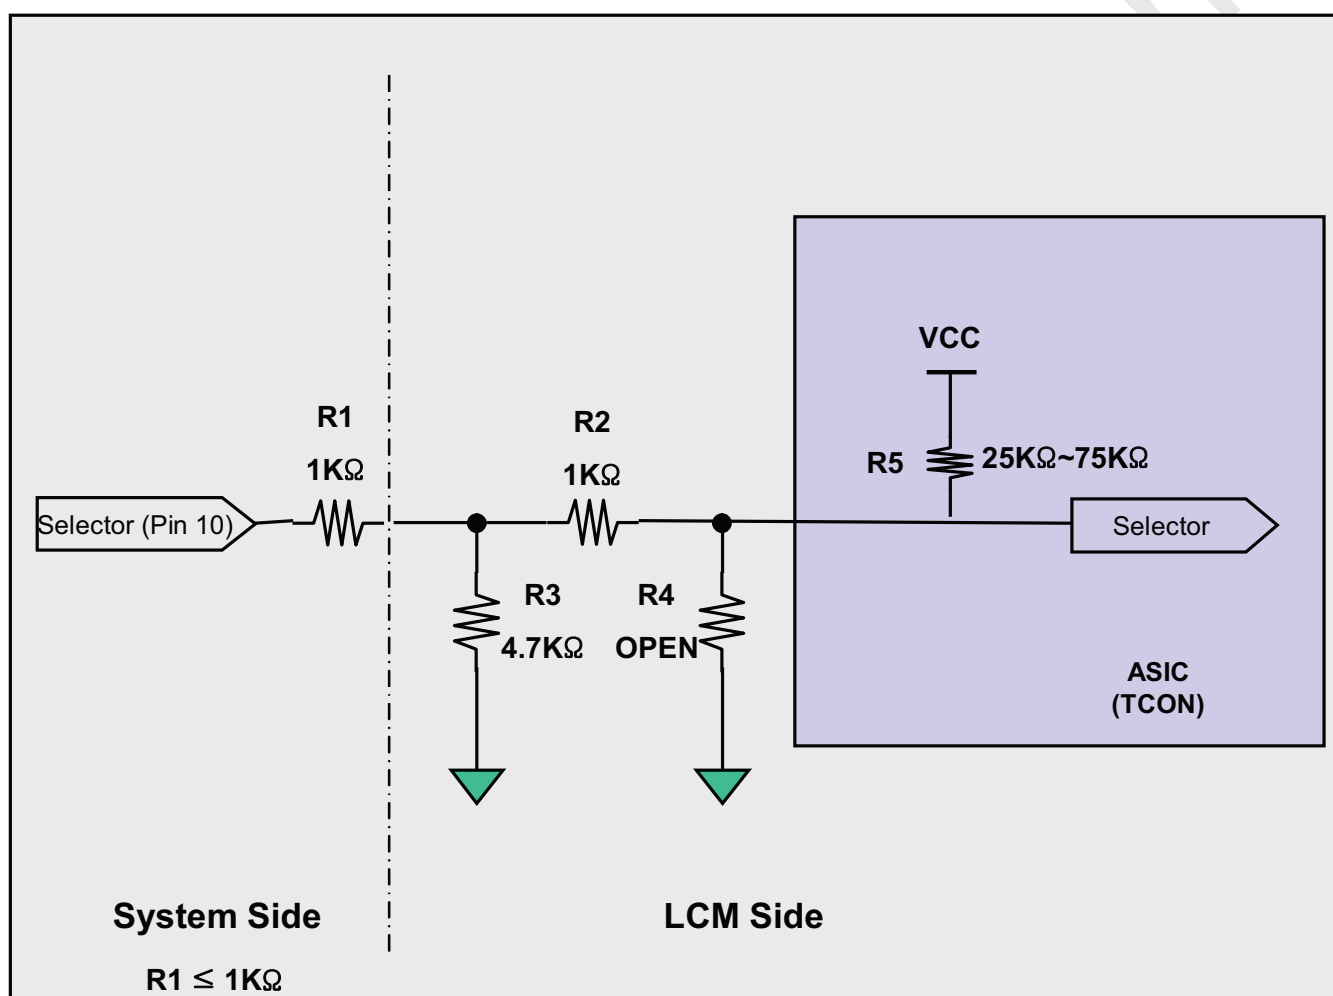 VCC
R1
R2
1KΩ
1KΩ
R5
25KΩ~75KΩ
Selector (Pin 10)
Selector
R3
R4
4.7KΩ
OPEN
ASIC
(TCON)
System Side
LCM Side
R1 ≤ 1KΩ